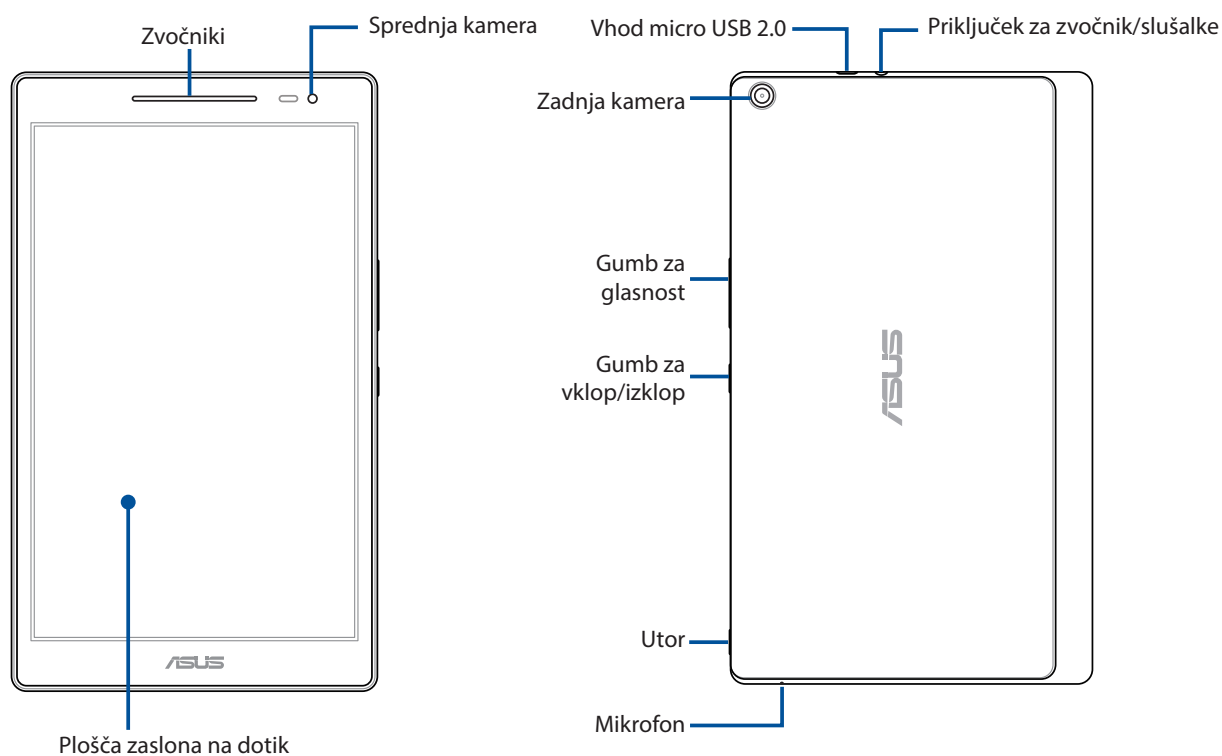 Zvočniki
Sprednja kamera
ASUS
Plošča zaslona na dotik
Vhod micro USB 2.0
Priključek za zvočnik/slušalke
Zadnja kamera
Gumb za
glasnost
Gumb za
vklop/izklop
ASUS
Utor
Mikrofon